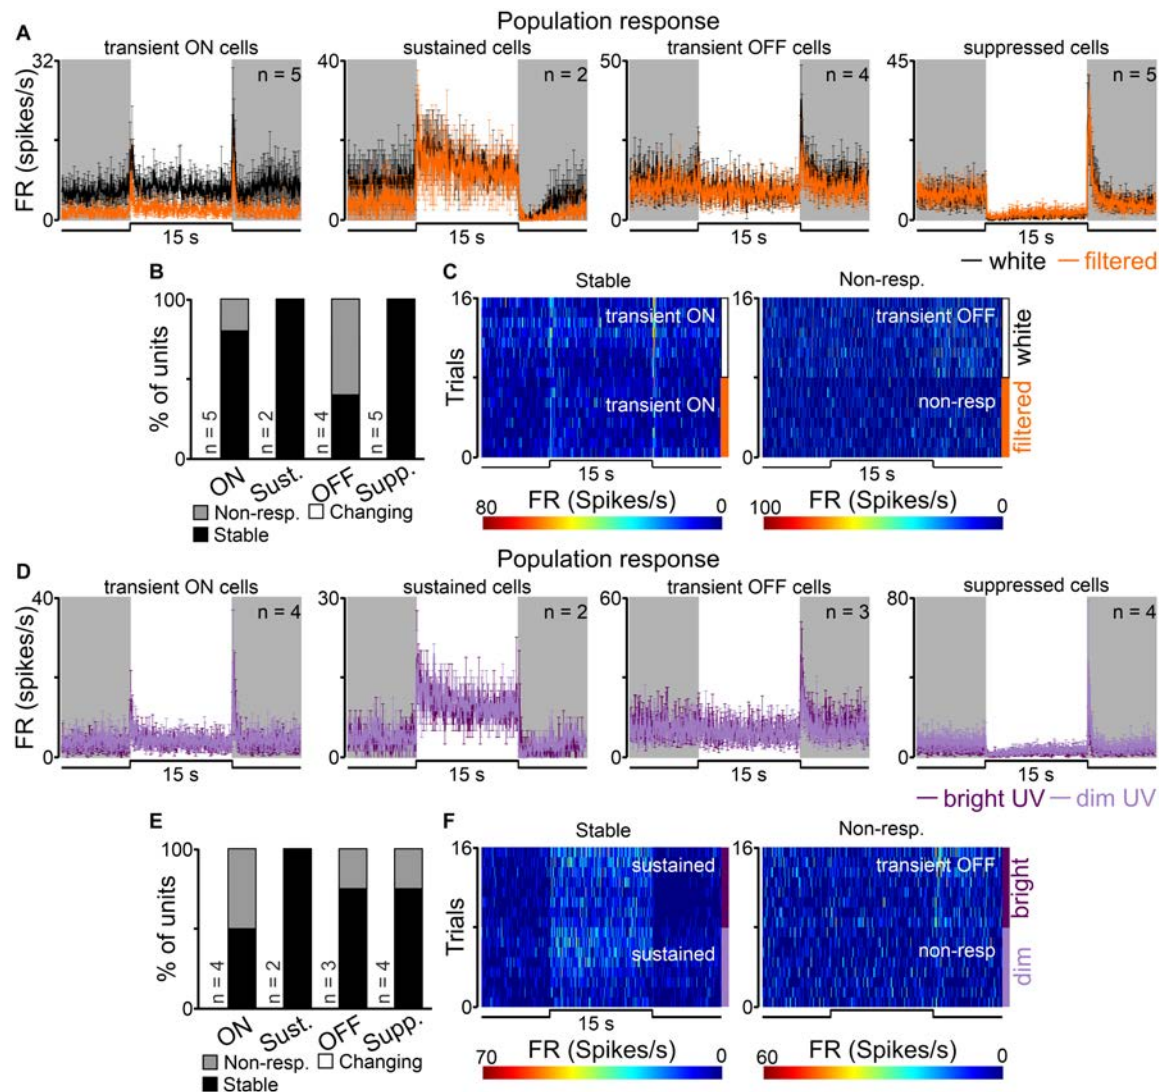 Population response
A
transient ON cells
sustained cells
transient OFF cells
suppressed cells
FR (spikes/s)
32
0
n = 5
15 s
40
0
n = 2
15 s
50
0
n = 4
15 s
45
0
n = 5
15 s
white
filtered
B
% of units
100
0
n = 5
n = 2
n = 4
n = 5
ON
Sust.
OFF
Supp.
Non-resp.
Changing
Stable
C
Stable
Non-resp.
Trials
16
0
transient ON
transient ON
15 s
16
0
transient OFF
non-resp
15 s
white
filtered
80
FR (Spikes/s)
0
100
FR (Spikes/s)
0
Population response
D
transient ON cells
sustained cells
transient OFF cells
suppressed cells
FR (spikes/s)
40
0
n = 4
15 s
30
0
n = 2
15 s
60
0
n = 3
15 s
80
0
n = 4
15 s
bright UV
dim UV
E
% of units
100
0
n = 4
n = 2
n = 3
n = 4
ON
Sust.
OFF
Supp.
Non-resp.
Changing
Stable
F
Stable
Non-resp.
Trials
16
0
sustained
sustained
15 s
16
0
transient OFF
non-resp
bright
dim
70
FR (Spikes/s)
0
60
FR (Spikes/s)
0